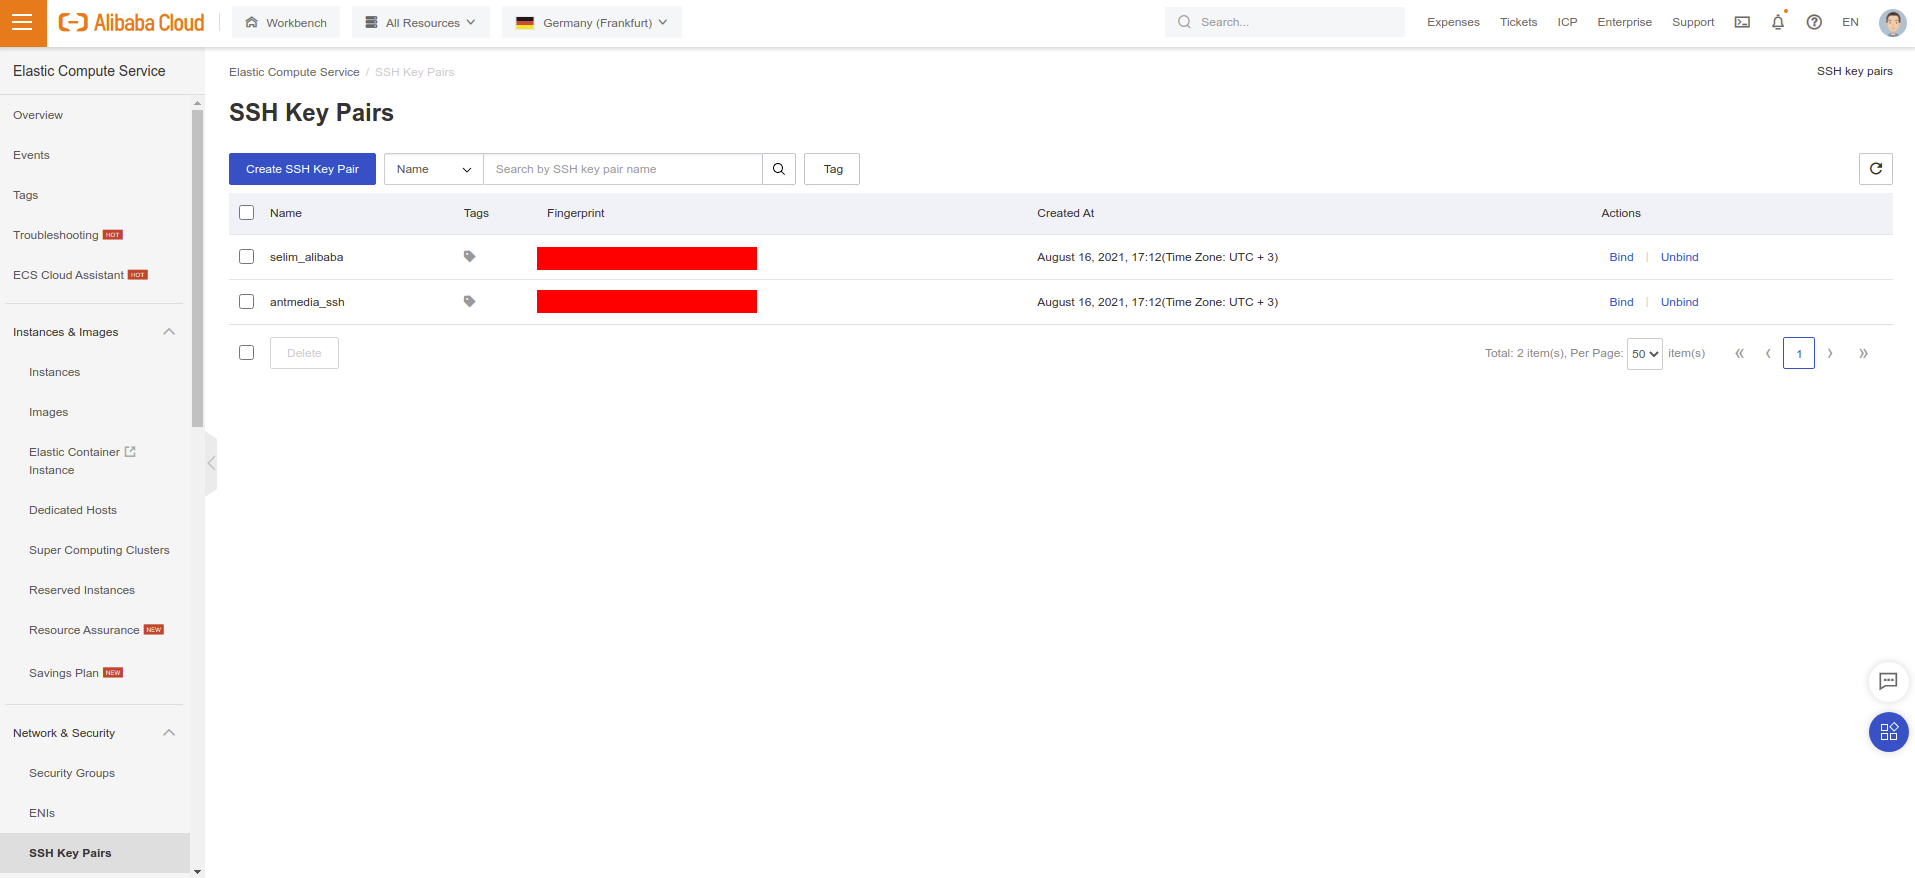 Alibaba Cloud
Workbench
All Resources
Germany (Frankfurt)
Search...
Expenses
Tickets
ICP
Enterprise
Support
EN
Elastic Compute Service
Overview
Events
Tags
Troubleshooting HOT
ECS Cloud Assistant HOT
Instances & Images
Instances
Images
Elastic Container
Instance
Dedicated Hosts
Super Computing Clusters
Reserved Instances
Resource Assurance NEW
Savings Plan NEW
Network & Security
Security Groups
ENIs
SSH Key Pairs
Elastic Compute Service / SSH Key Pairs
SSH key pairs
SSH Key Pairs
Create SSH Key Pair
Name
Search by SSH key pair name
Tag
Name Tags Fingerprint Created At Actions
selim_alibaba August 16, 2021, 17:12(Time Zone: UTC + 3) Bind | Unbind
antmedia_ssh August 16, 2021, 17:12(Time Zone: UTC + 3) Bind | Unbind
Delete
Total: 2 item(s), Per Page: 50 item(s) « ‹ 1 › »